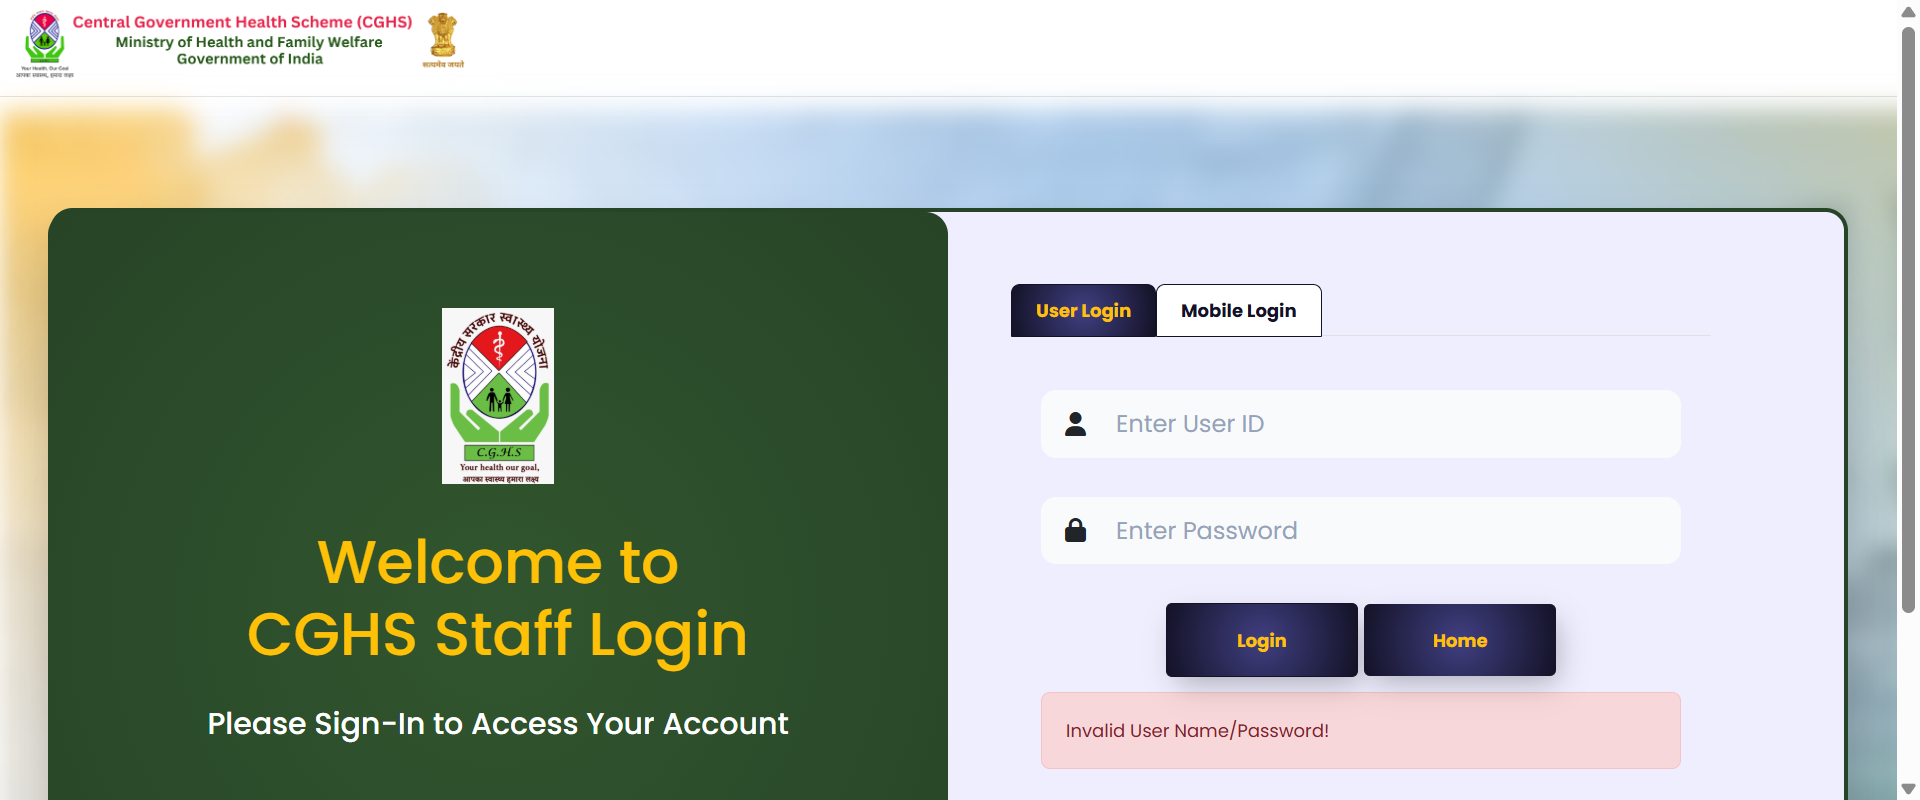 Central Government Health Scheme (CGHS)
Ministry of Health and Family Welfare
Government of India
Your Health, Our Goal
आपका स्वास्थ्य, हमारा लक्ष्य
सत्यमेव जयते
केंद्रीय सरकार स्वास्थ्य योजना
C.G.H.S
Your health our goal,
आपका स्वास्थ्य हमारा लक्ष्य
Welcome to
CGHS Staff Login
Please Sign-In to Access Your Account
User Login
Mobile Login
Enter User ID
Enter Password
Login
Home
Invalid User Name/Password!